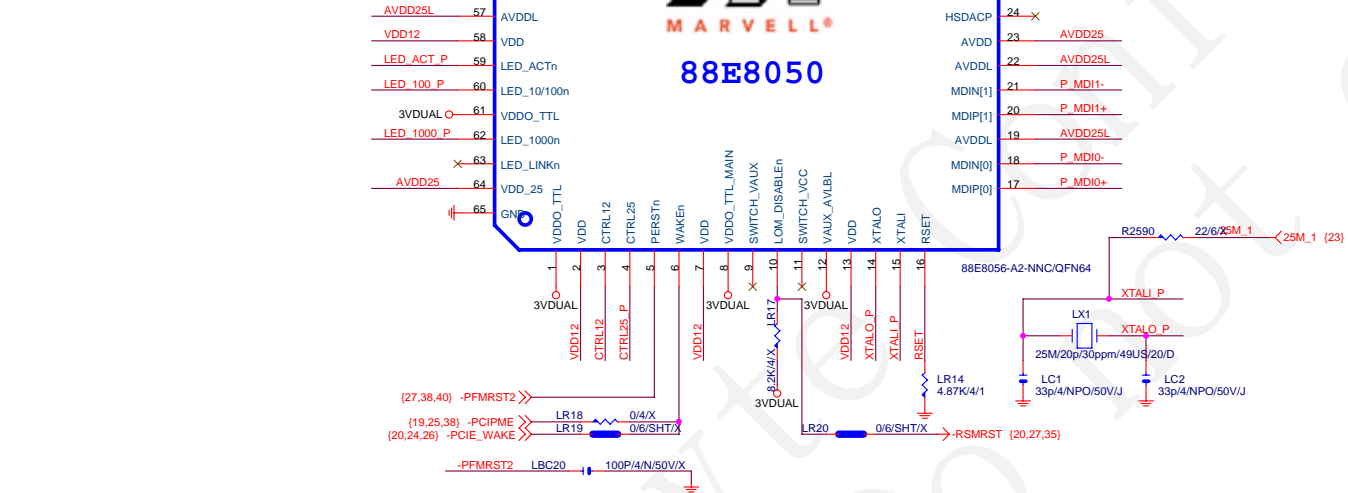 AVDD25L 57 AVDDL
VDD12 58 VDD
LED_ACT_P 59 LED_ACTn
LED_100_P 60 LED_10/100n
3VDUAL 61 VDDO_TTL
LED_1000_P 62 LED_1000n
63 LED_LINKn
AVDD25 64 VDD_25
65 GND
MARVELL®
88E8050
HSDACP 24
AVDD 23 AVDD25
AVDDL 22 AVDD25L
MDIN[1] 21 P_MDI1-
MDIP[1] 20 P_MDI1+
AVDDL 19 AVDD25L
MDIN[0] 18 P_MDI0-
MDIP[0] 17 P_MDI0+
VDDO_TTL 1 3VDUAL
VDD 2 VDD12
CTRL12 3 CTRL12
CTRL25 4 CTRL25_P
PERSTn 5
WAKEn 6
VDD 7 VDD12
VDDO_TTL_MAIN 8 3VDUAL
SWITCH_VAUX 9
LOM_DISABLEn 10
SWITCH_VCC 11
VAUX_AVLBL 12 3VDUAL
VDD 13 VDD12
XTALO 14 XTALO_P
XTALI 15 XTALI_P
RSET 16 RSET
88E8056-A2-NNC/QFN64
LR17
8.2K/4/X
3VDUAL
LR14
4.87K/4/1
R2590 22/6/X 25M_1 25M_1 {23}
XTALI_P
LX1
XTALO_P
25M/20p/30ppm/49US/20/D
LC1
33p/4/NPO/50V/J
LC2
33p/4/NPO/50V/J
{27,38,40} -PFMRST2
{19,25,38} -PCIPME LR18 0/4/X
{20,24,26} -PCIE_WAKE LR19 0/6/SHT/X
LR20 0/6/SHT/X -RSMRST {20,27,35}
-PFMRST2 LBC20 100P/4/N/50V/X